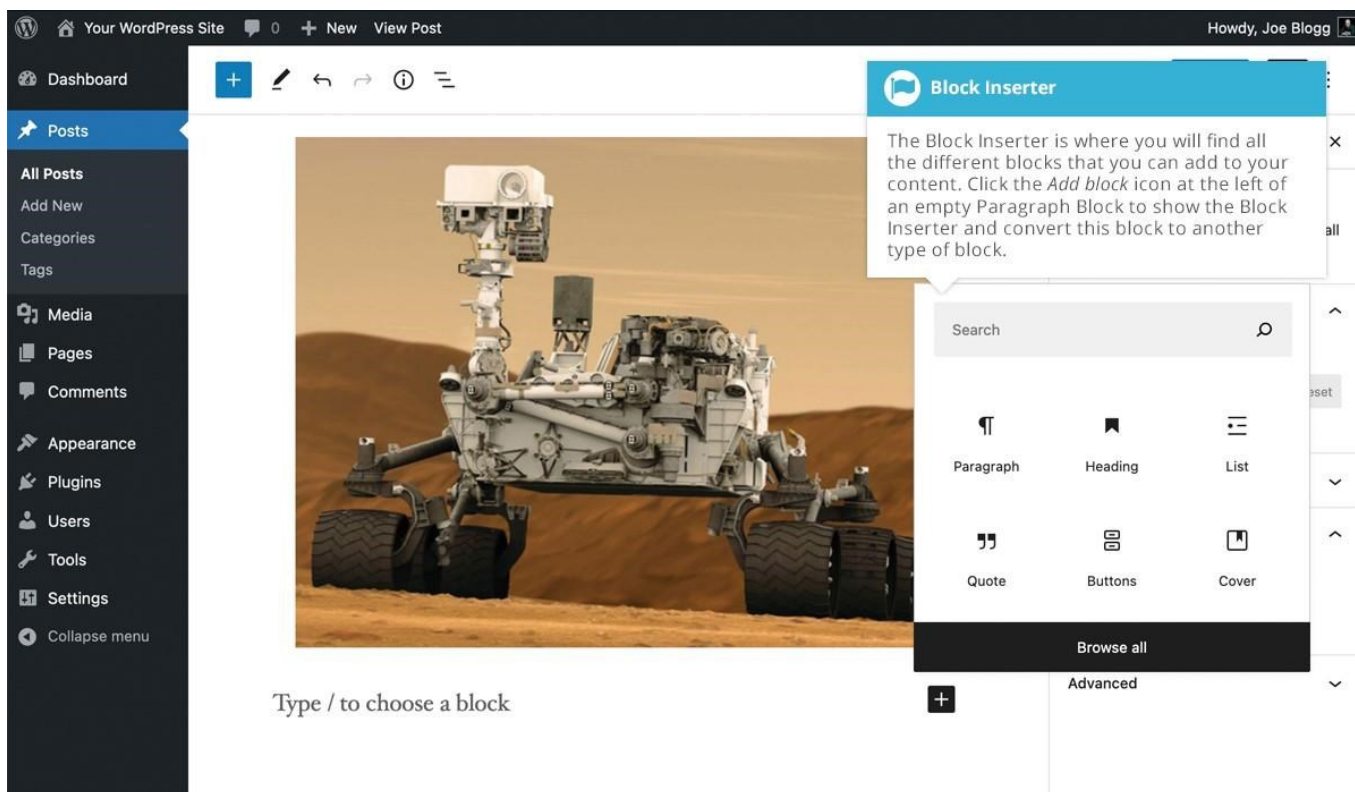 Your WordPress Site 0 New View Post Howdy, Joe Blogg
Dashboard
Posts
All Posts
Add New
Categories
Tags
Media
Pages
Comments
Appearance
Plugins
Users
Tools
Settings
Collapse menu
Block Inserter
The Block Inserter is where you will find all
the different blocks that you can add to your
content. Click the Add block icon at the left of
an empty Paragraph Block to show the Block
Inserter and convert this block to another
type of block.
all
Search
eset
Paragraph Heading List
Quote Buttons Cover
Browse all
Type / to choose a block
Advanced